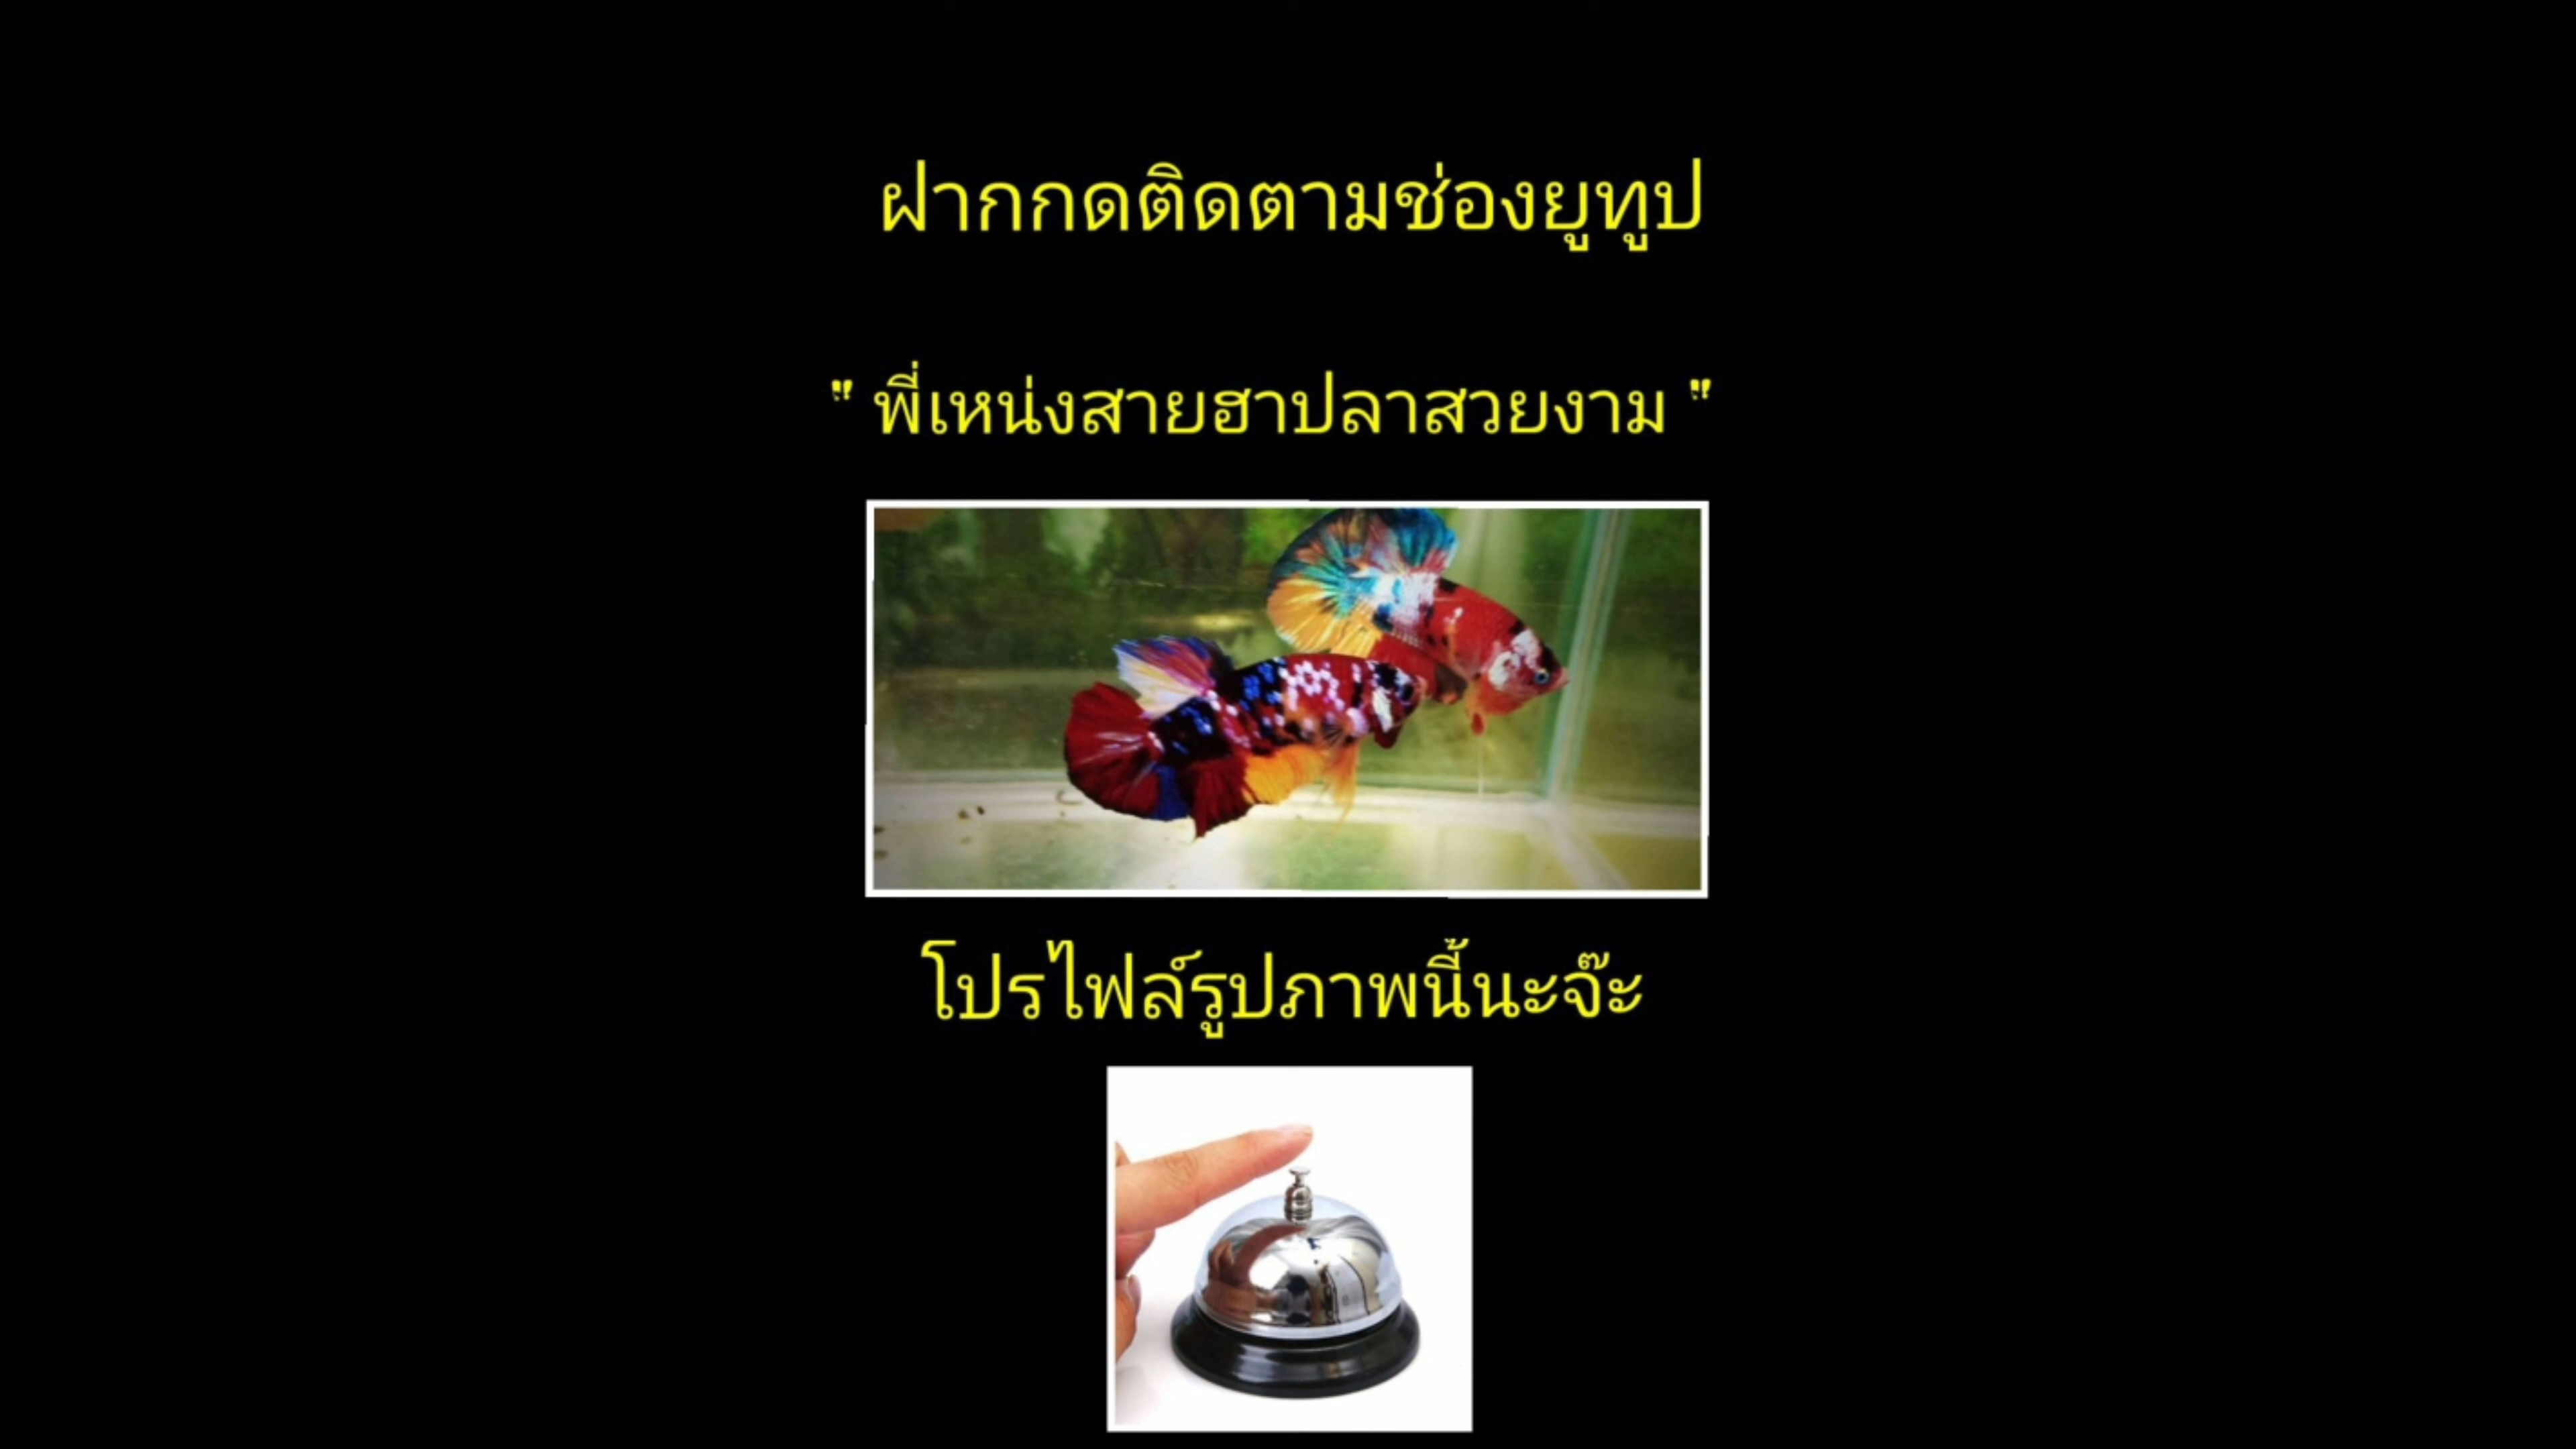 ฝากกดติดตามช่องยูทูป
" พี่เหน่งสายฮาปลาสวยงาม "
โปรไฟล์รูปภาพนี้นะจ๊ะ